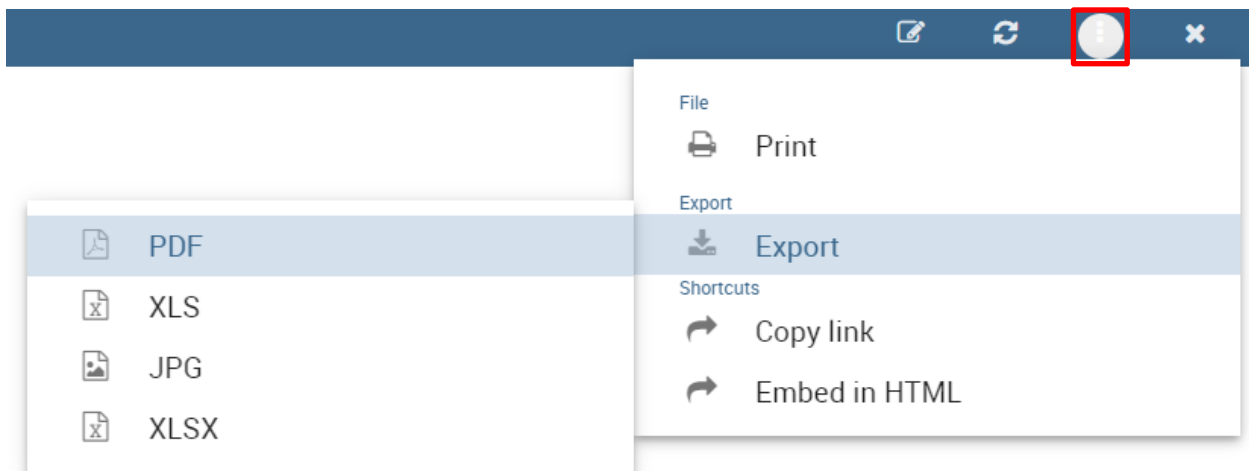 File
Print
Export
Export
Shortcuts
Copy link
Embed in HTML
PDF
XLS
JPG
XLSX